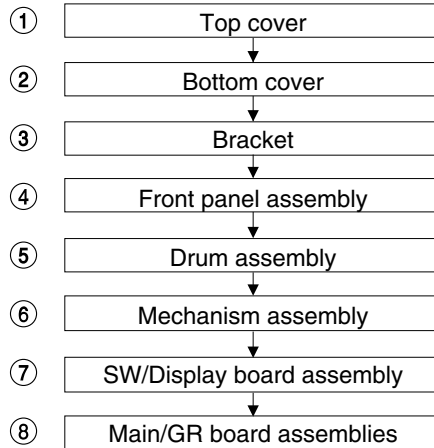 ① Top cover
② Bottom cover
③ Bracket
④ Front panel assembly
⑤ Drum assembly
⑥ Mechanism assembly
⑦ SW/Display board assembly
⑧ Main/GR board assemblies